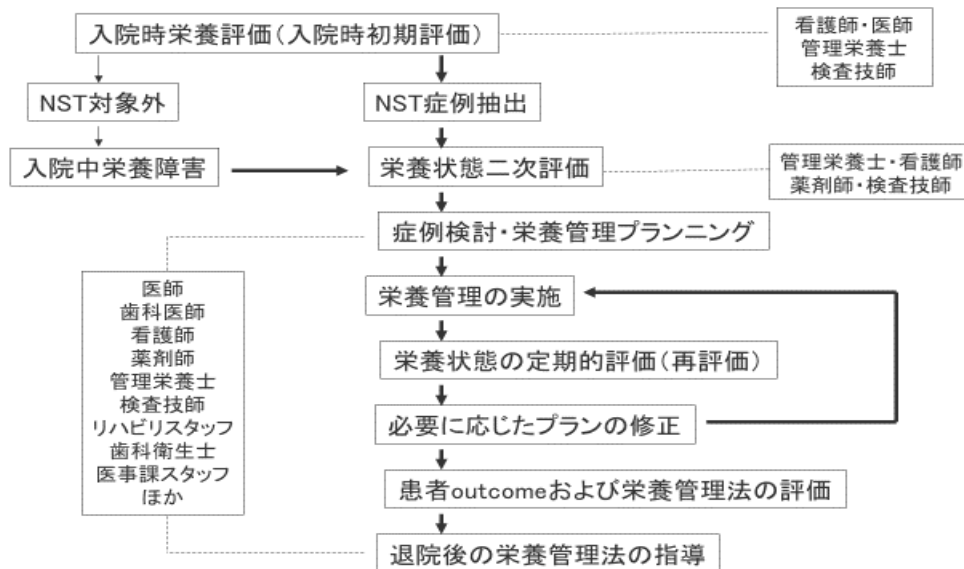 入院時栄養評価（入院時初期評価）
看護師・医師
管理栄養士
検査技師
NST対象外
NST症例抽出
入院中栄養障害
栄養状態二次評価
管理栄養士・看護師
薬剤師・検査技師
症例検討・栄養管理プランニング
医師
歯科医師
看護師
薬剤師
管理栄養士
検査技師
リハビリスタッフ
歯科衛生士
医事課スタッフ
ほか
栄養管理の実施
栄養状態の定期的評価（再評価）
必要に応じたプランの修正
患者outcomeおよび栄養管理法の評価
退院後の栄養管理法の指導